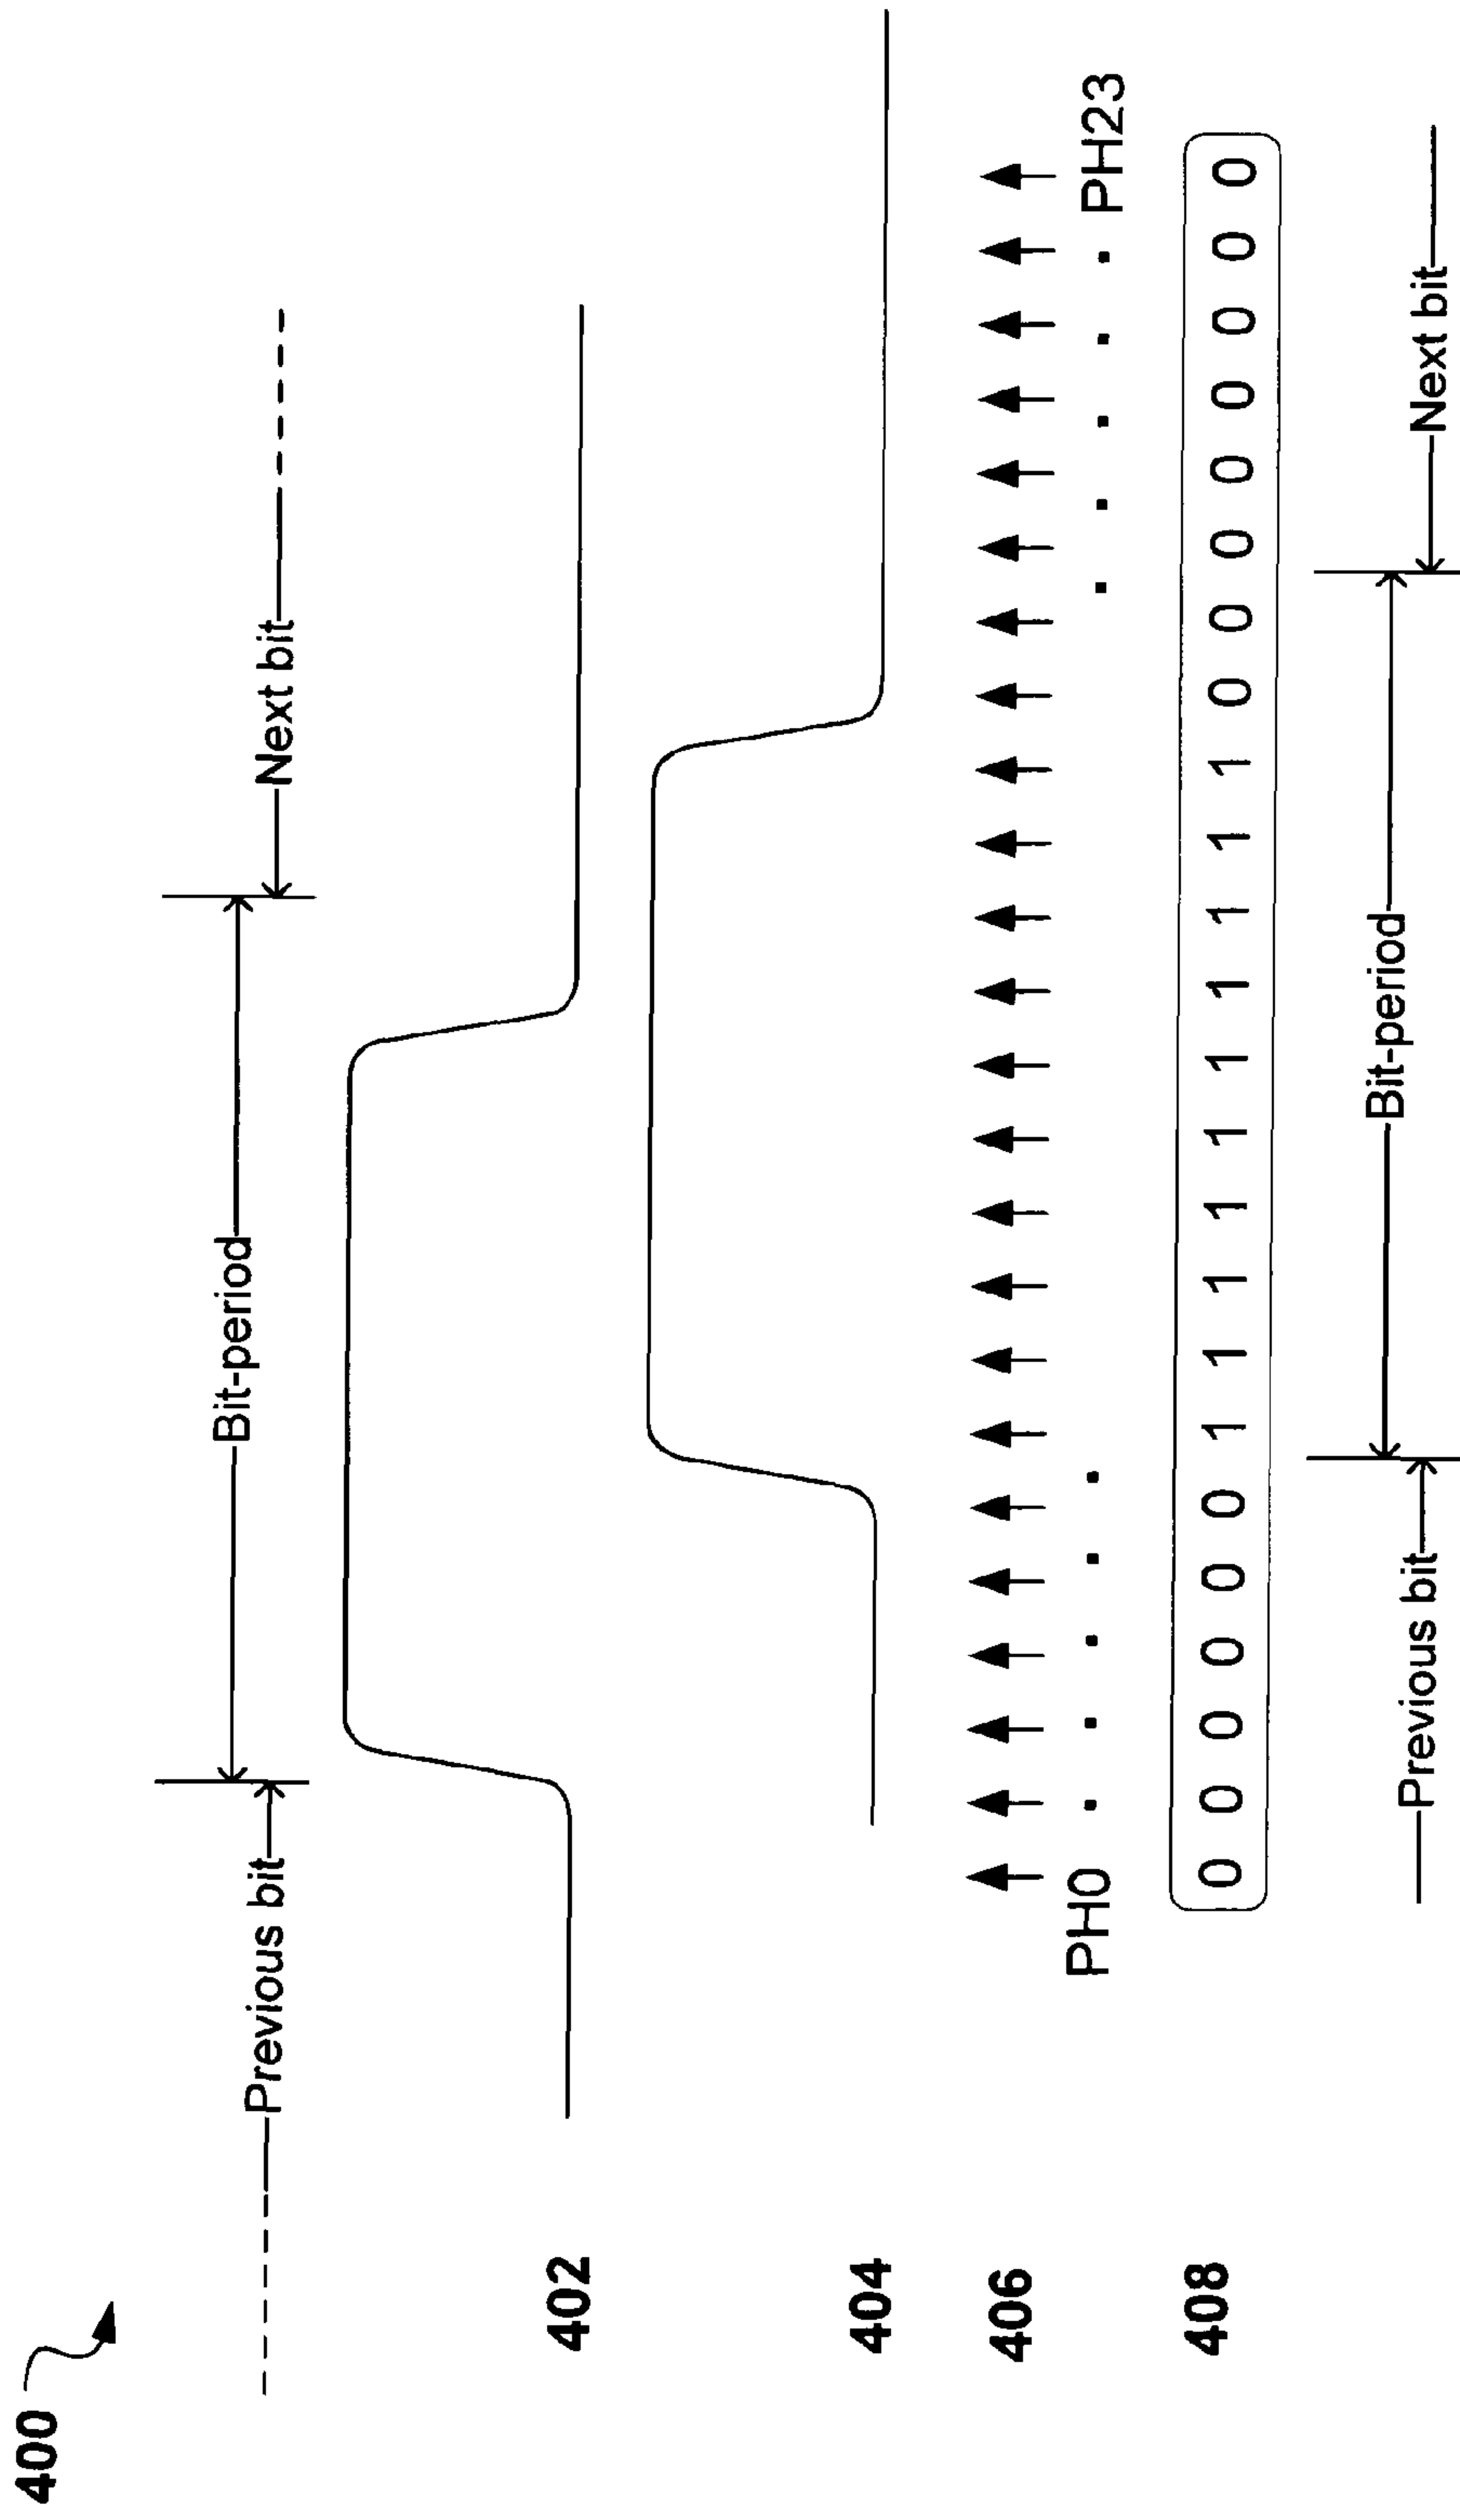 400
Bit-period
Previous bit Next bit
402
404
406
PH0 . . . . . . . . . . PH23
408 0 0 0 0 0 0 1 1 1 1 1 1 1 1 1 1 0 0 0 0 0 0 0 0
Bit-period
Previous bit Next bit